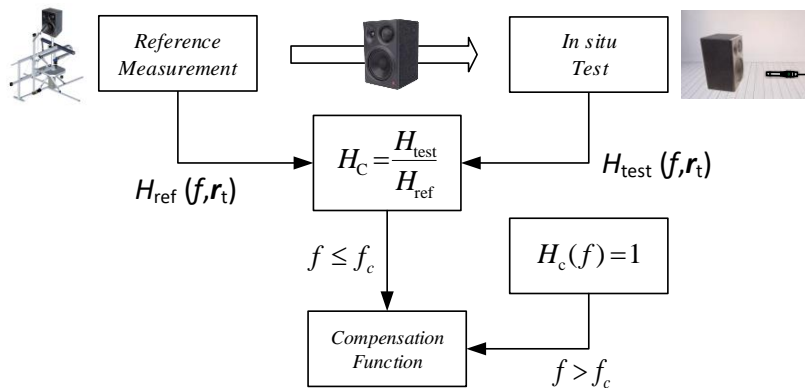 Reference
Measurement
In situ
Test
H_C = H_test / H_ref
H_ref (f,r_t)
H_test (f,r_t)
f ≤ f_c
H_c(f) = 1
Compensation
Function
f > f_c